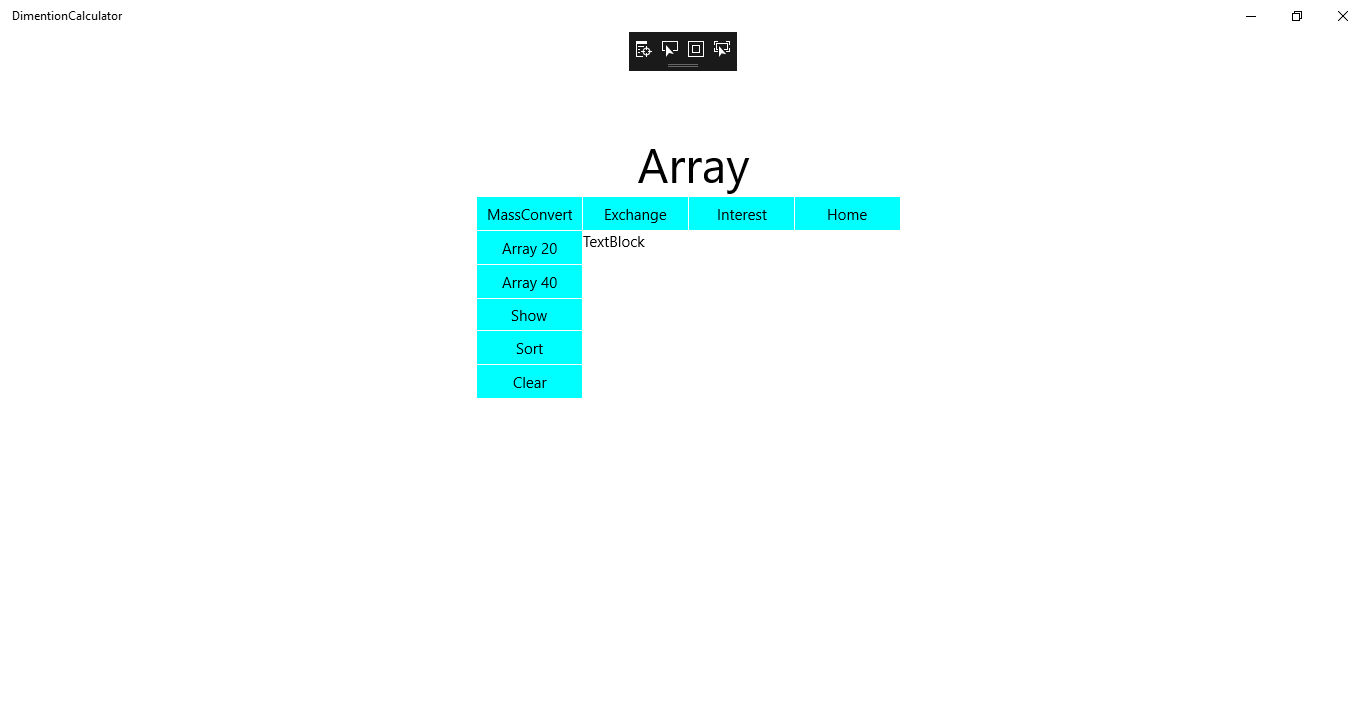 DimentionCalculator
Array
MassConvert Exchange Interest Home
Array 20 TextBlock
Array 40
Show
Sort
Clear